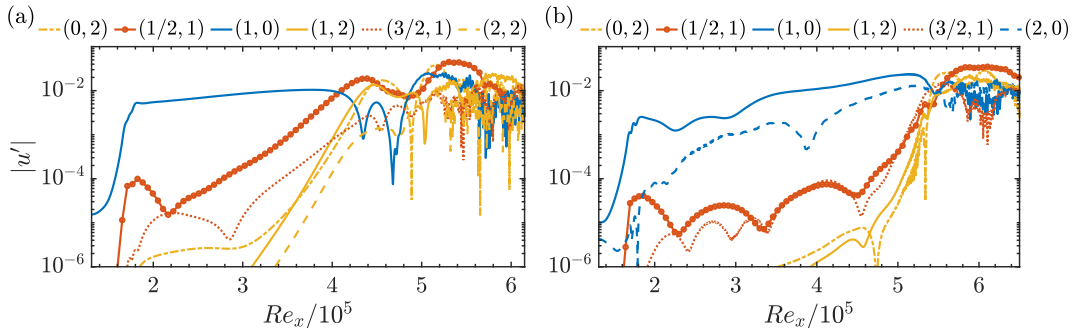 (a)
(0, 2) (1/2, 1) (1, 0) (1, 2) (3/2, 1) (2, 2)
10^{-2}
10^{-4}
10^{-6}
|u'|
2 3 4 5 6
Re_x/10^5
(b)
(0, 2) (1/2, 1) (1, 0) (1, 2) (3/2, 1) (2, 0)
10^{-2}
10^{-4}
10^{-6}
2 3 4 5 6
Re_x/10^5